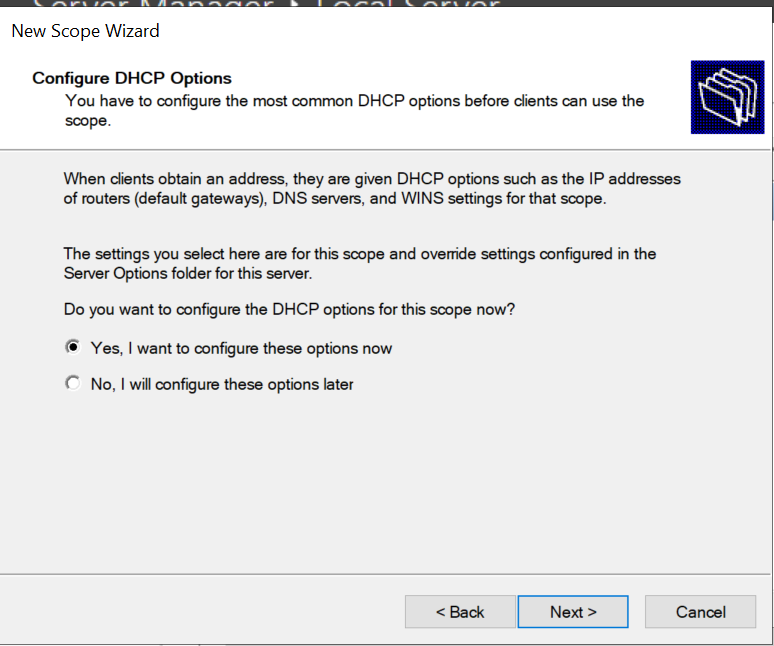 Server Manager ▸ Local Server
New Scope Wizard
Configure DHCP Options
You have to configure the most common DHCP options before clients can use the
scope.
When clients obtain an address, they are given DHCP options such as the IP addresses
of routers (default gateways), DNS servers, and WINS settings for that scope.
The settings you select here are for this scope and override settings configured in the
Server Options folder for this server.
Do you want to configure the DHCP options for this scope now?
Yes, I want to configure these options now
No, I will configure these options later
< Back
Next >
Cancel